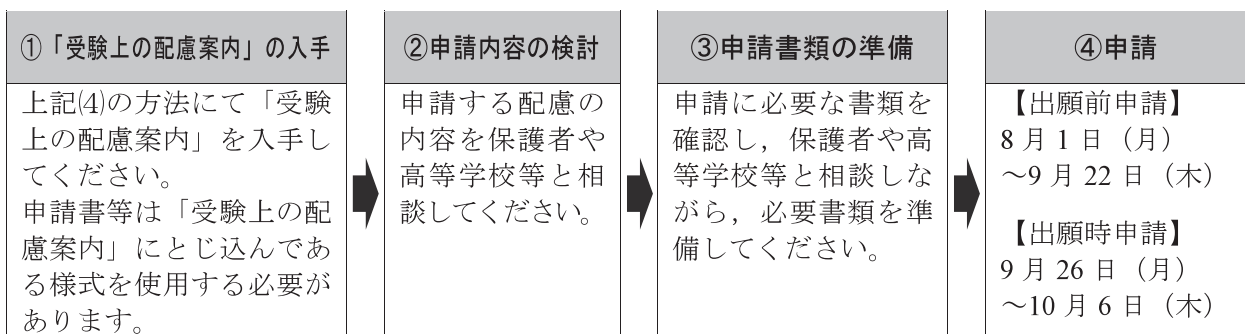 ①「受験上の配慮案内」の入手
上記⑷の方法にて「受験
上の配慮案内」を入手し
てください。
申請書等は「受験上の配
慮案内」にとじ込んであ
る様式を使用する必要が
あります。
②申請内容の検討
申請する配慮の
内容を保護者や
高等学校等と相
談してください。
③申請書類の準備
申請に必要な書類を
確認し，保護者や高
等学校等と相談しな
がら，必要書類を準
備してください。
④申請
【出願前申請】
8 月 1 日（月）
～9 月 22 日（木）
【出願時申請】
9 月 26 日（月）
～10 月 6 日（木）